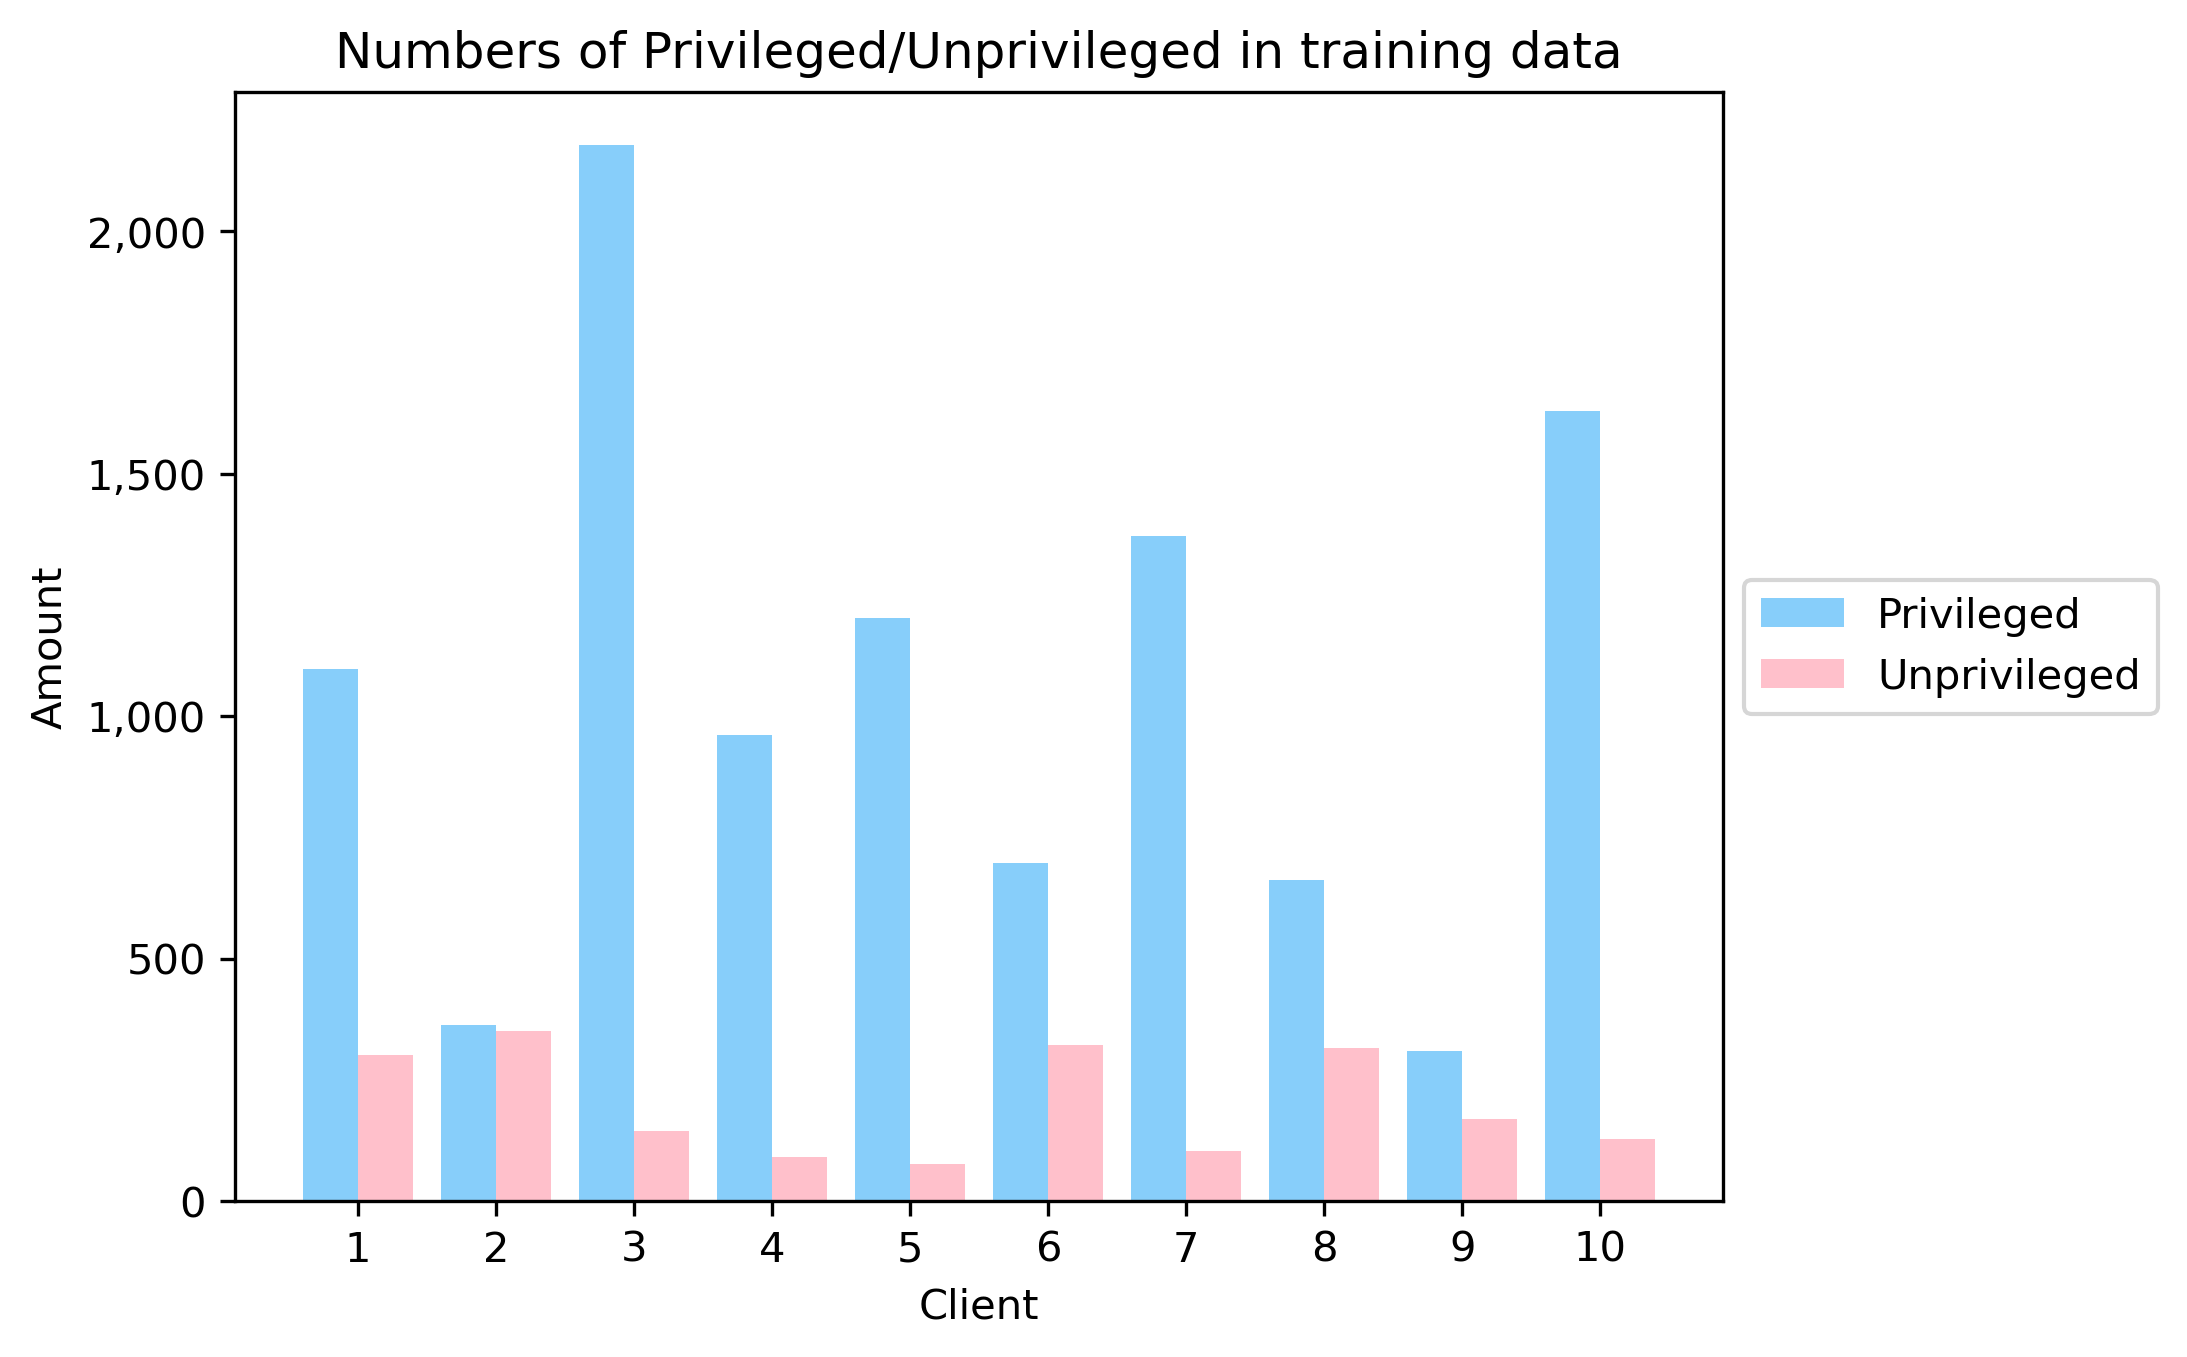 Numbers of Privileged/Unprivileged in training data
2,000
1,500
1,000
500
0
Amount
1 2 3 4 5 6 7 8 9 10
Client
Privileged
Unprivileged